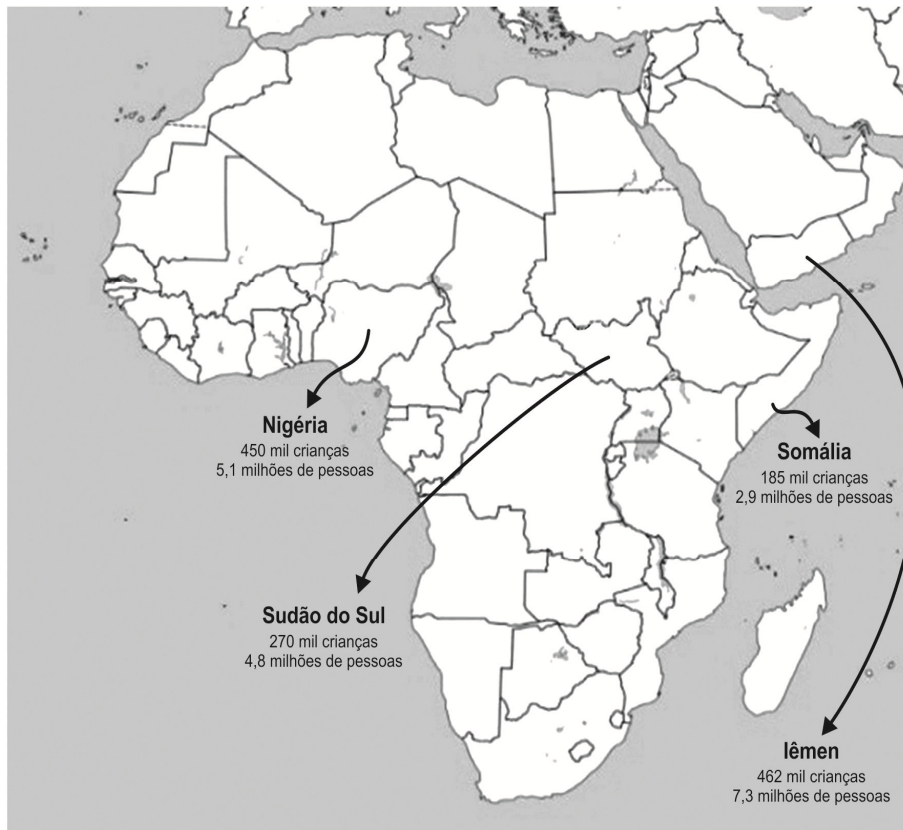 Nigéria
450 mil crianças
5,1 milhões de pessoas
Somália
185 mil crianças
2,9 milhões de pessoas
Sudão do Sul
270 mil crianças
4,8 milhões de pessoas
Iêmen
462 mil crianças
7,3 milhões de pessoas